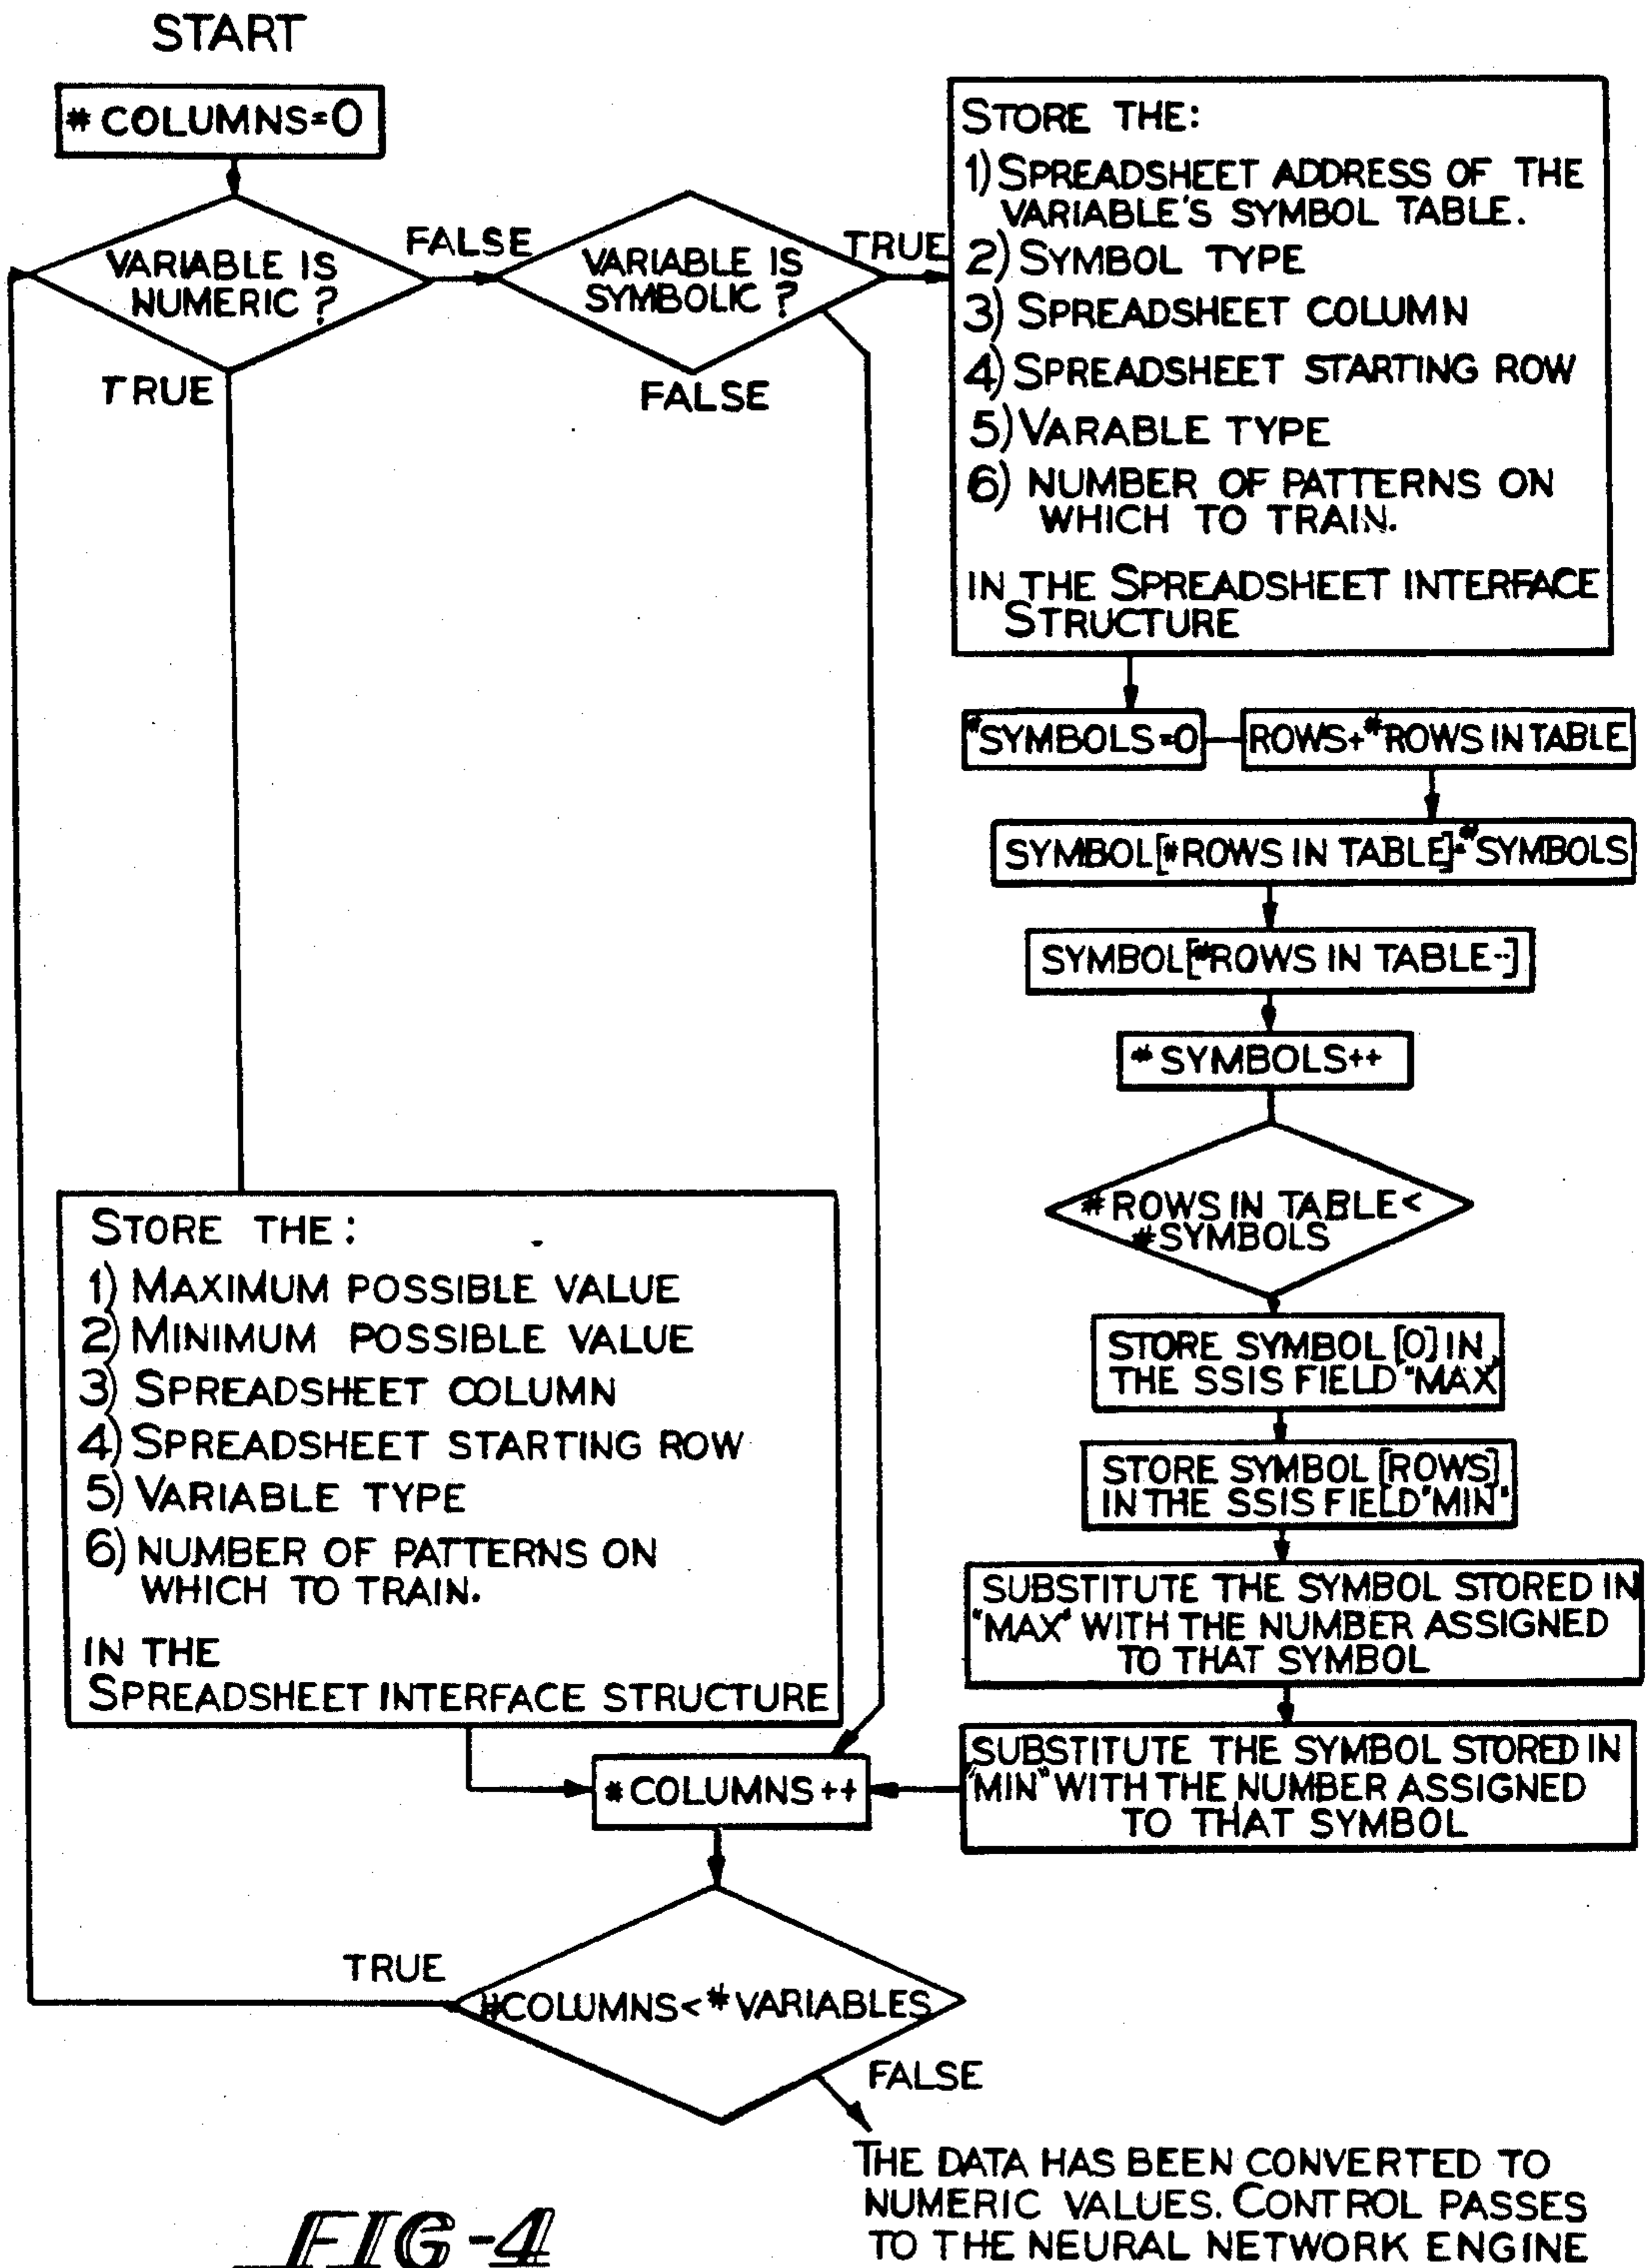 START
# COLUMNS=0
VARIABLE IS
NUMERIC ?
FALSE
TRUE
VARIABLE IS
SYMBOLIC ?
TRUE
FALSE
STORE THE:
1) SPREADSHEET ADDRESS OF THE
VARIABLE'S SYMBOL TABLE.
2) SYMBOL TYPE
3) SPREADSHEET COLUMN
4) SPREADSHEET STARTING ROW
5) VARABLE TYPE
6) NUMBER OF PATTERNS ON
WHICH TO TRAIN.
IN THE SPREADSHEET INTERFACE
STRUCTURE
#SYMBOLS=0
ROWS+#ROWS IN TABLE
SYMBOL[#ROWS IN TABLE]=#SYMBOLS
SYMBOL[#ROWS IN TABLE--]
# SYMBOLS++
#ROWS IN TABLE<
#SYMBOLS
STORE SYMBOL [0] IN
THE SSIS FIELD "MAX"
STORE SYMBOL [ROWS]
IN THE SSIS FIELD "MIN"
SUBSTITUTE THE SYMBOL STORED IN
"MAX" WITH THE NUMBER ASSIGNED
TO THAT SYMBOL
SUBSTITUTE THE SYMBOL STORED IN
"MIN" WITH THE NUMBER ASSIGNED
TO THAT SYMBOL
STORE THE:
1) MAXIMUM POSSIBLE VALUE
2) MINIMUM POSSIBLE VALUE
3) SPREADSHEET COLUMN
4) SPREADSHEET STARTING ROW
5) VARIABLE TYPE
6) NUMBER OF PATTERNS ON
WHICH TO TRAIN.
IN THE
SPREADSHEET INTERFACE STRUCTURE
# COLUMNS ++
TRUE
#COLUMNS< # VARIABLES
FALSE
THE DATA HAS BEEN CONVERTED TO
NUMERIC VALUES. CONTROL PASSES
TO THE NEURAL NETWORK ENGINE
FIG-4